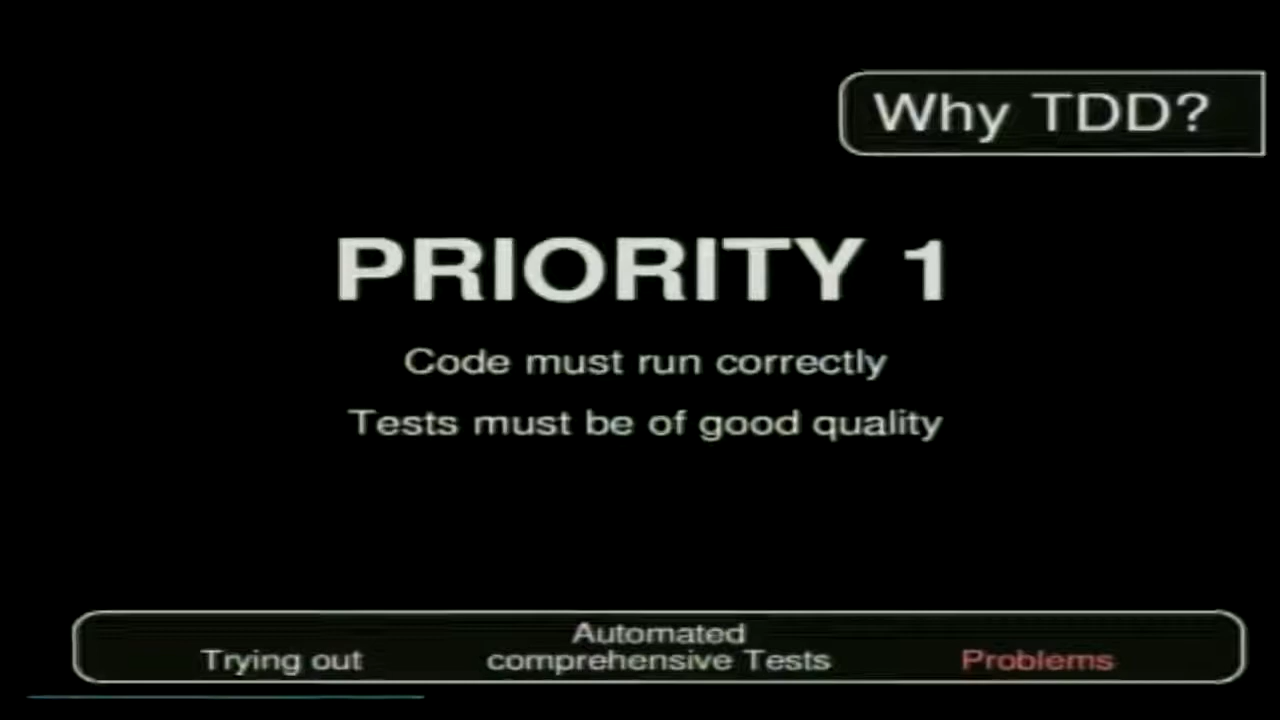 Why TDD?
PRIORITY 1
Code must run correctly
Tests must be of good quality
Trying out
Automated
comprehensive Tests
Problems